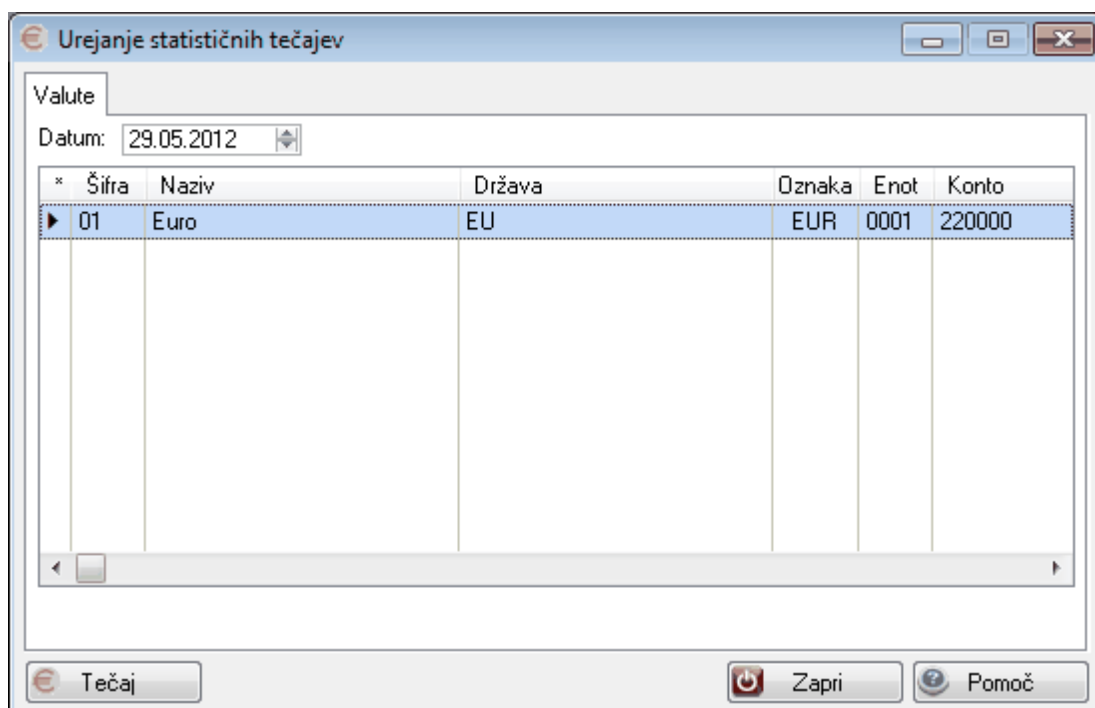 Urejanje statističnih tečajev
Valute
Datum: 29.05.2012
* Šifra Naziv Država Oznaka Enot Konto
01 Euro EU EUR 0001 220000
Tečaj Zapri Pomoč